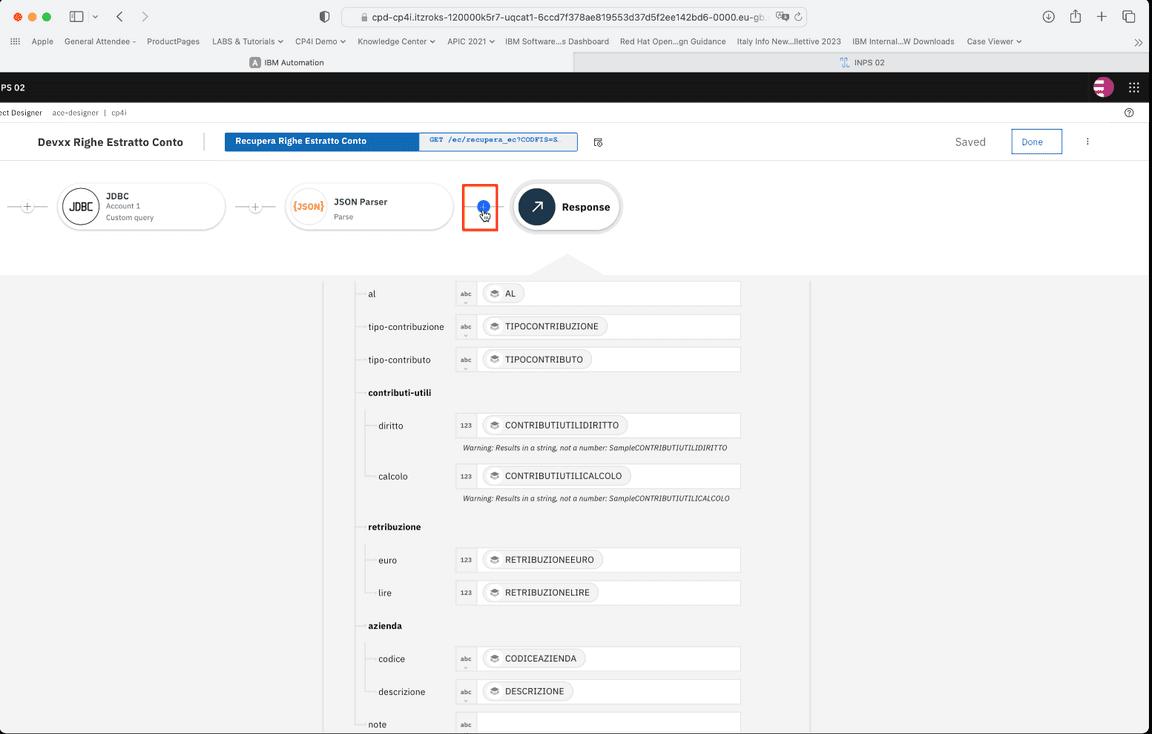 cpd-cp4i.itzroks-120000k5r7-uqcat1-6ccd7f378ae819553d37d5f2ee142bd6-0000.eu-gb.
Apple General Attendee - ProductPages LABS & Tutorials CP4I Demo Knowledge Center APIC 2021 IBM Software...s Dashboard Red Hat Open...gn Guidance Italy Info New...llettive 2023 IBM Internal...W Downloads Case Viewer
A IBM Automation INPS 02
PS 02
ect Designer ace-designer | cp4i
Devxx Righe Estratto Conto Recupera Righe Estratto Conto GET /ec/recupera_ec?CODFIS=&. Saved Done
JDBC JDBC
Account 1
Custom query
{JSON} JSON Parser
Parse
Response
al abc AL
tipo-contribuzione abc TIPOCONTRIBUZIONE
tipo-contributo abc TIPOCONTRIBUTO
contributi-utili
diritto 123 CONTRIBUTIUTILIDIRITTO
Warning: Results in a string, not a number: SampleCONTRIBUTIUTILIDIRITTO
calcolo 123 CONTRIBUTIUTILICALCOLO
Warning: Results in a string, not a number: SampleCONTRIBUTIUTILICALCOLO
retribuzione
euro 123 RETRIBUZIONEEURO
lire 123 RETRIBUZIONELIRE
azienda
codice abc CODICEAZIENDA
descrizione abc DESCRIZIONE
note abc